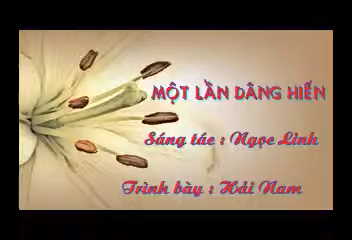 MỘT LẦN DÂNG HIẾN
Sáng tác : Ngọc Linh
Trình bày : Hải Nam